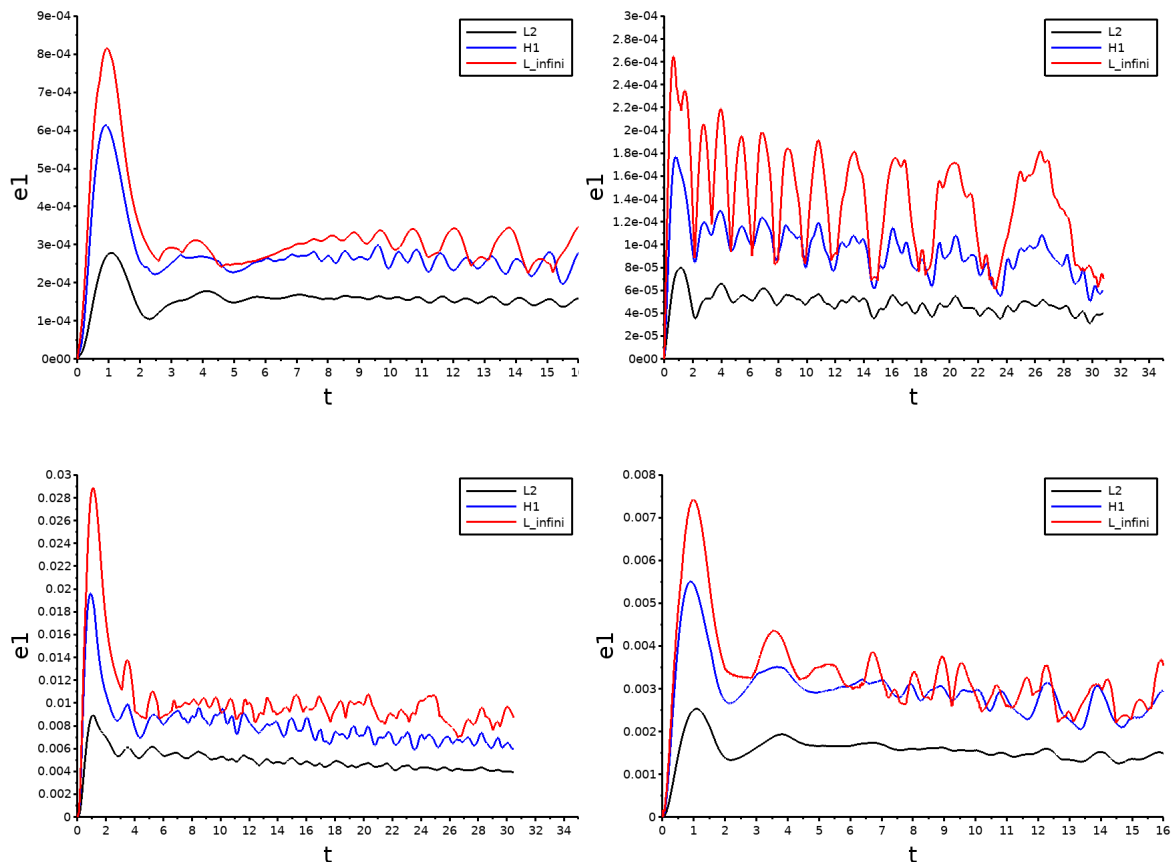 9e-04
8e-04
7e-04
6e-04
5e-04
4e-04
3e-04
2e-04
1e-04
0e00
e1
0 1 2 3 4 5 6 7 8 9 10 11 12 13 14 15
t
L2
H1
L_infini
3e-04
2.8e-04
2.6e-04
2.4e-04
2.2e-04
2e-04
1.8e-04
1.6e-04
1.4e-04
1.2e-04
1e-04
8e-05
6e-05
4e-05
2e-05
0e00
e1
0 2 4 6 8 10 12 14 16 18 20 22 24 26 28 30 32 34
t
L2
H1
L_infini
0.03
0.028
0.026
0.024
0.022
0.02
0.018
0.016
0.014
0.012
0.01
0.008
0.006
0.004
0.002
0
e1
0 2 4 6 8 10 12 14 16 18 20 22 24 26 28 30 32 34
t
L2
H1
L_infini
0.008
0.007
0.006
0.005
0.004
0.003
0.002
0.001
0
e1
0 1 2 3 4 5 6 7 8 9 10 11 12 13 14 15 16
t
L2
H1
L_infini